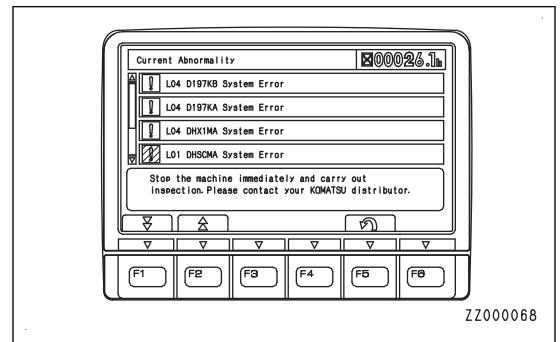 Current Abnormality
00026.1h
L04 D197KB System Error
L04 D197KA System Error
L04 DHX1MA System Error
L01 DHSCMA System Error
Stop the machine immediately and carry out
inspection. Please contact your KOMATSU distributor.
F1 F2 F3 F4 F5 F6
ZZ000068